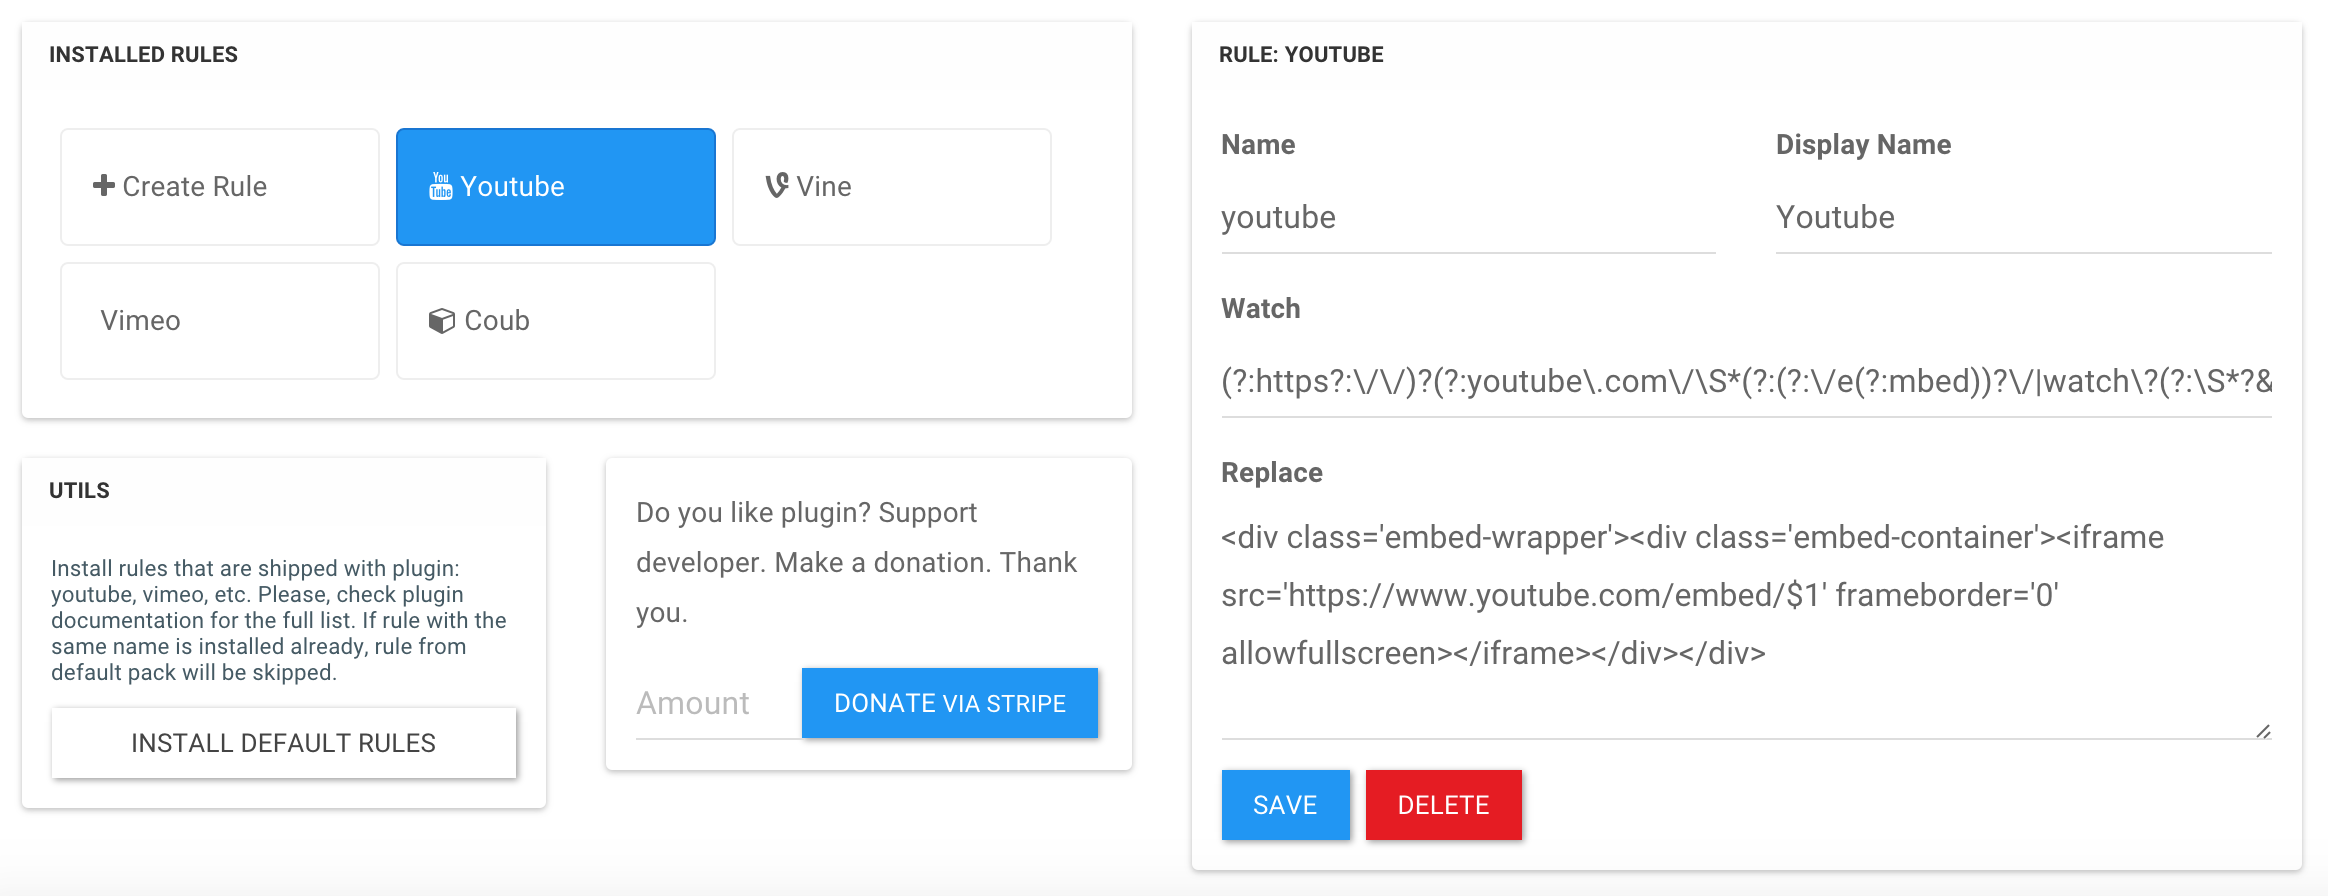 INSTALLED RULES
Create Rule
You Tube Youtube
Vine
Vimeo
Coub
UTILS
Install rules that are shipped with plugin:
youtube, vimeo, etc. Please, check plugin
documentation for the full list. If rule with the
same name is installed already, rule from
default pack will be skipped.
INSTALL DEFAULT RULES
Do you like plugin? Support
developer. Make a donation. Thank
you.
Amount
DONATE VIA STRIPE
RULE: YOUTUBE
Name
youtube
Display Name
Youtube
Watch
(?:https?:\/\/)?(?:youtube\.com\/\S*(?:(?:\/e(?:mbed))?\/|watch\?(?:\S*?&
Replace
<div class='embed-wrapper'><div class='embed-container'><iframe
src='https://www.youtube.com/embed/$1' frameborder='0'
allowfullscreen></iframe></div></div>
SAVE
DELETE